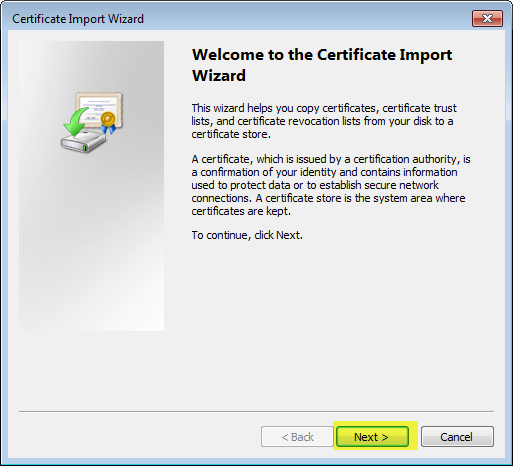 Certificate Import Wizard
Welcome to the Certificate Import
Wizard
This wizard helps you copy certificates, certificate trust
lists, and certificate revocation lists from your disk to a
certificate store.
A certificate, which is issued by a certification authority, is
a confirmation of your identity and contains information
used to protect data or to establish secure network
connections. A certificate store is the system area where
certificates are kept.
To continue, click Next.
< Back
Next >
Cancel